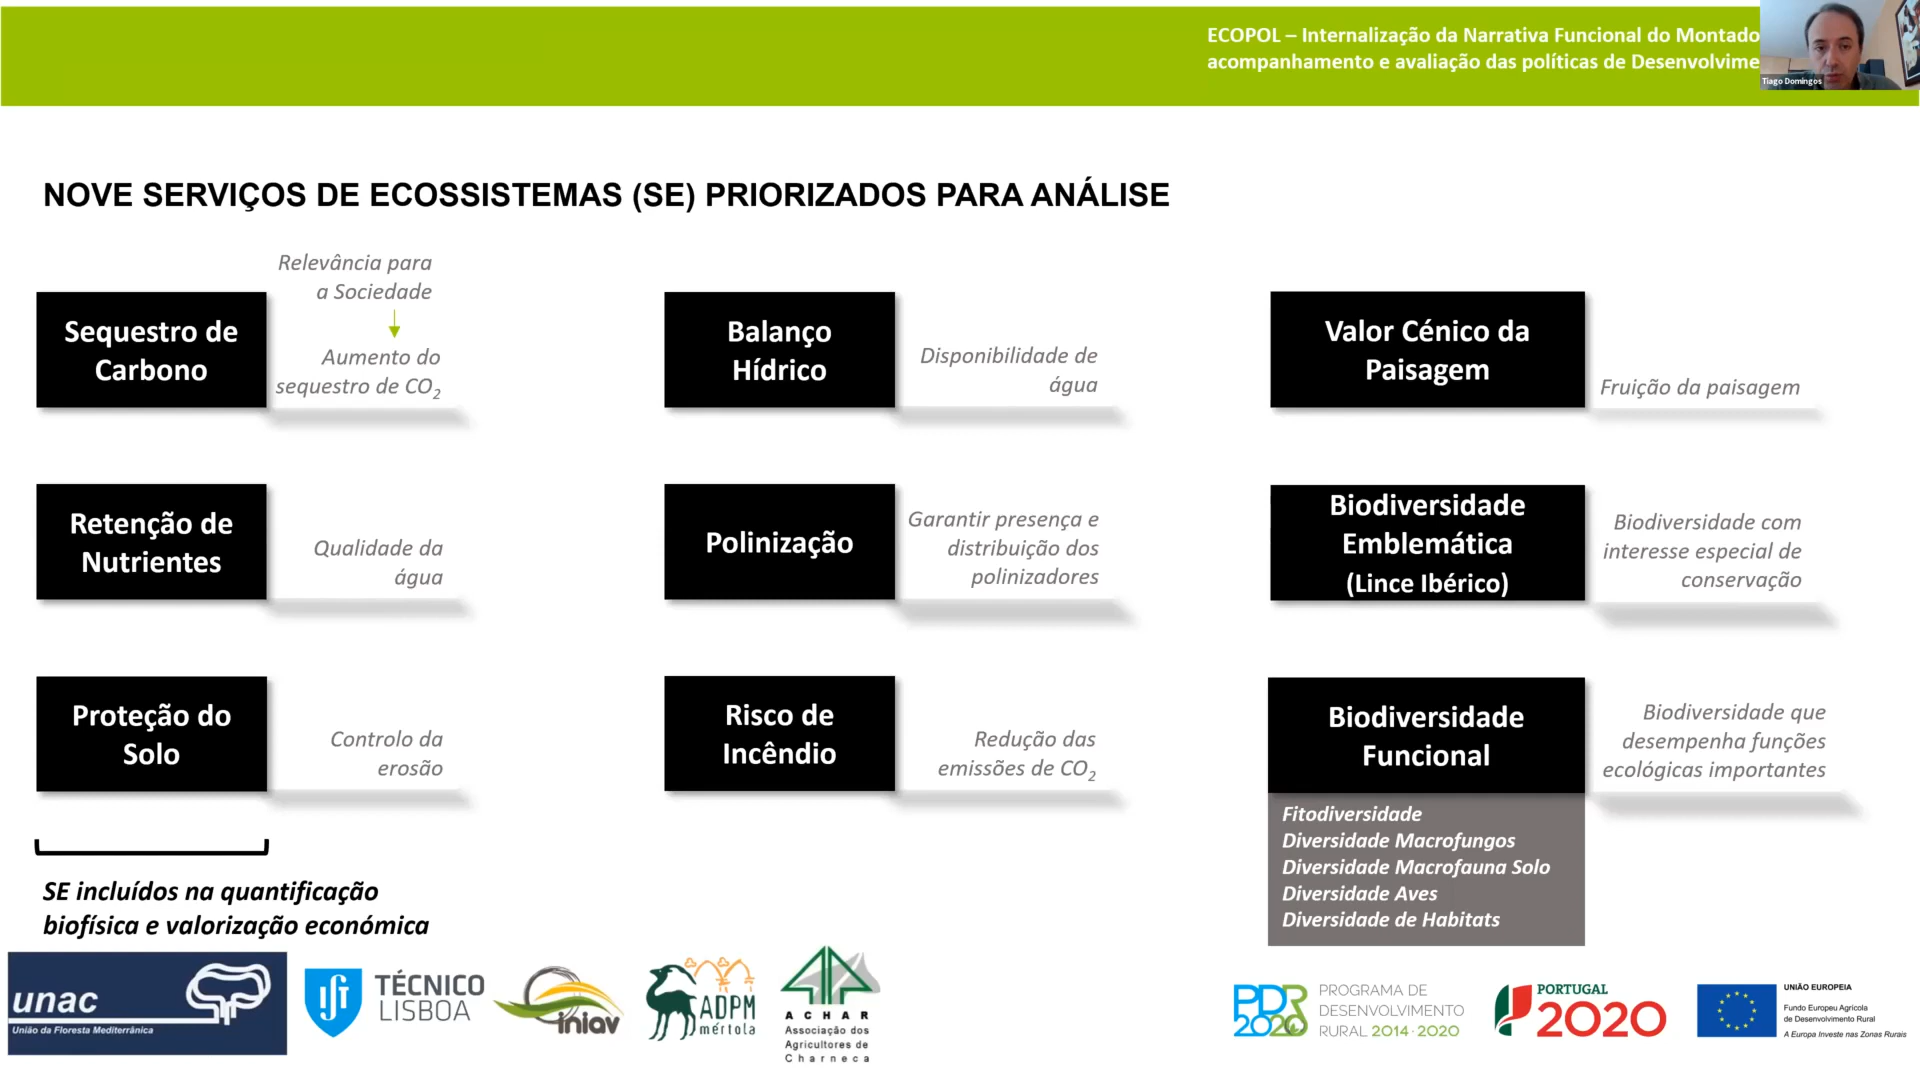 ECOPOL – Internalização da Narrativa Funcional do Montado
acompanhamento e avaliação das políticas de Desenvolvime
Tiago Domingos
NOVE SERVIÇOS DE ECOSSISTEMAS (SE) PRIORIZADOS PARA ANÁLISE
Sequestro de
Carbono
Relevância para
a Sociedade
Aumento do
sequestro de CO₂
Balanço
Hídrico
Disponibilidade de
água
Valor Cénico da
Paisagem
Fruição da paisagem
Retenção de
Nutrientes
Qualidade da
água
Polinização
Garantir presença e
distribuição dos
polinizadores
Biodiversidade
Emblemática
(Lince Ibérico)
Biodiversidade com
interesse especial de
conservação
Proteção do
Solo
Controlo da
erosão
Risco de
Incêndio
Redução das
emissões de CO₂
Biodiversidade
Funcional
Biodiversidade que
desempenha funções
ecológicas importantes
Fitodiversidade
Diversidade Macrofungos
Diversidade Macrofauna Solo
Diversidade Aves
Diversidade de Habitats
SE incluídos na quantificação
biofísica e valorização económica
unac
União da Floresta Mediterrânica
TÉCNICO
LISBOA
iniav
ADPM
mértola
ACHAR
Associação dos
Agricultores de
Charneca
PDR
2020
PROGRAMA DE
DESENVOLVIMENTO
RURAL 2014·2020
PORTUGAL
2020
UNIÃO EUROPEIA
Fundo Europeu Agrícola
de Desenvolvimento Rural
A Europa Investe nas Zonas Rurais